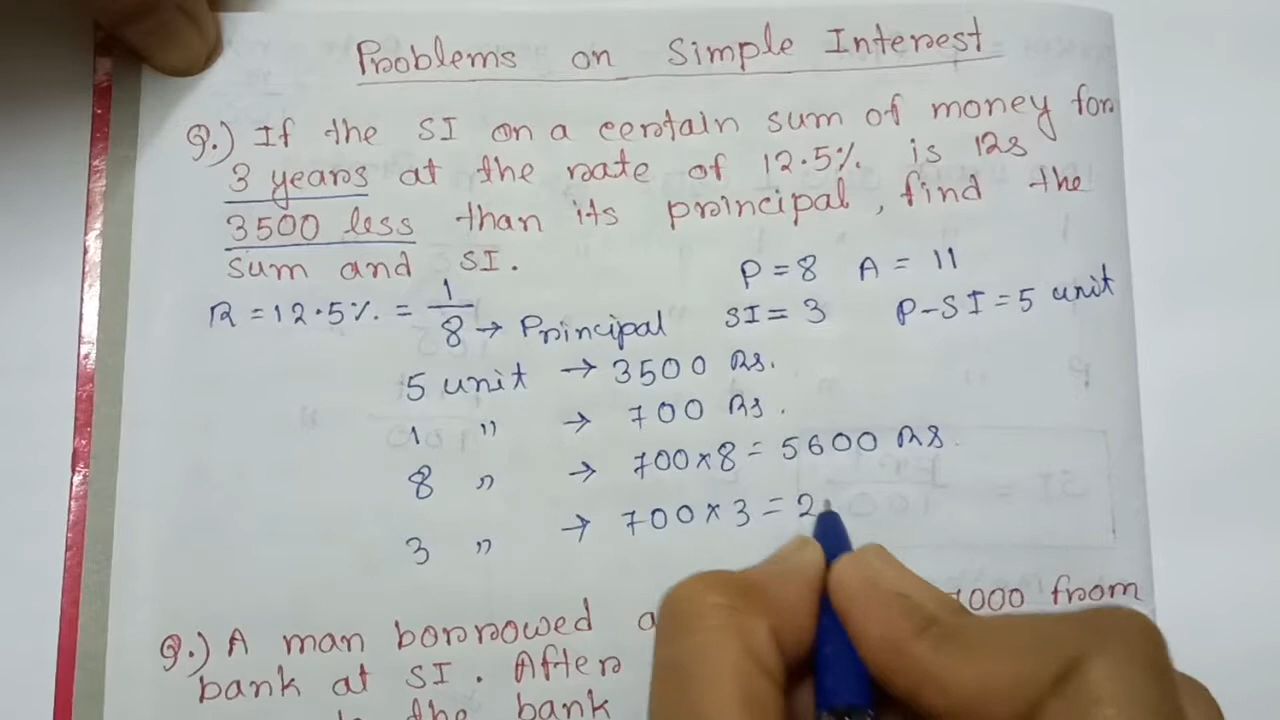 Problems on Simple Interest
Q.) If the SI on a certain sum of money for
3 years at the rate of 12.5% is Rs
3500 less than its principal, find the
sum and SI.
P = 8 A = 11
R = 12.5% = 1/8 → Principal SI = 3 P-SI = 5 unit
5 unit → 3500 Rs.
1 " → 700 Rs.
8 " → 700×8 = 5600 Rs.
3 " → 700×3 = 2
Q.) A man borrowed 1000 from
bank at SI. After
the bank